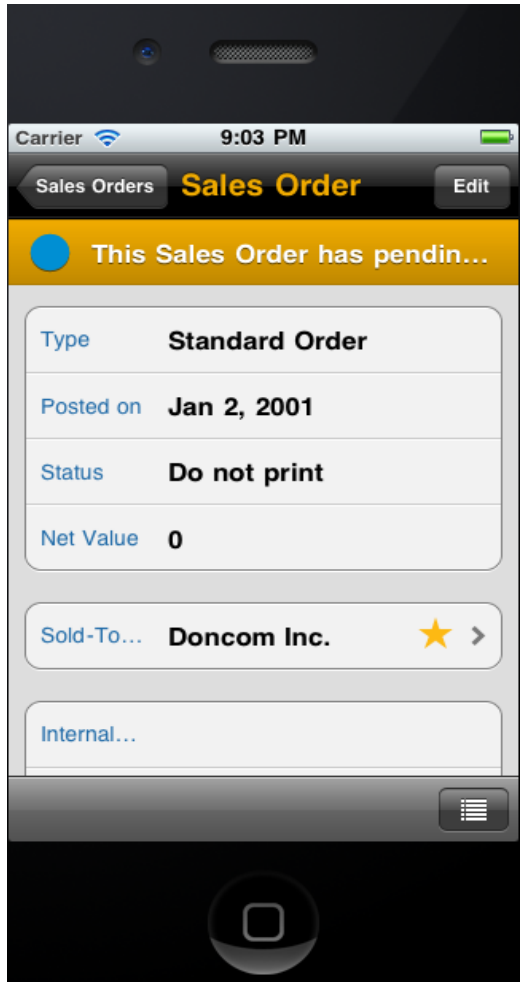 Carrier 9:03 PM
Sales Orders Sales Order Edit
This Sales Order has pendin...
Type Standard Order
Posted on Jan 2, 2001
Status Do not print
Net Value 0
Sold-To... Doncom Inc.
Internal...